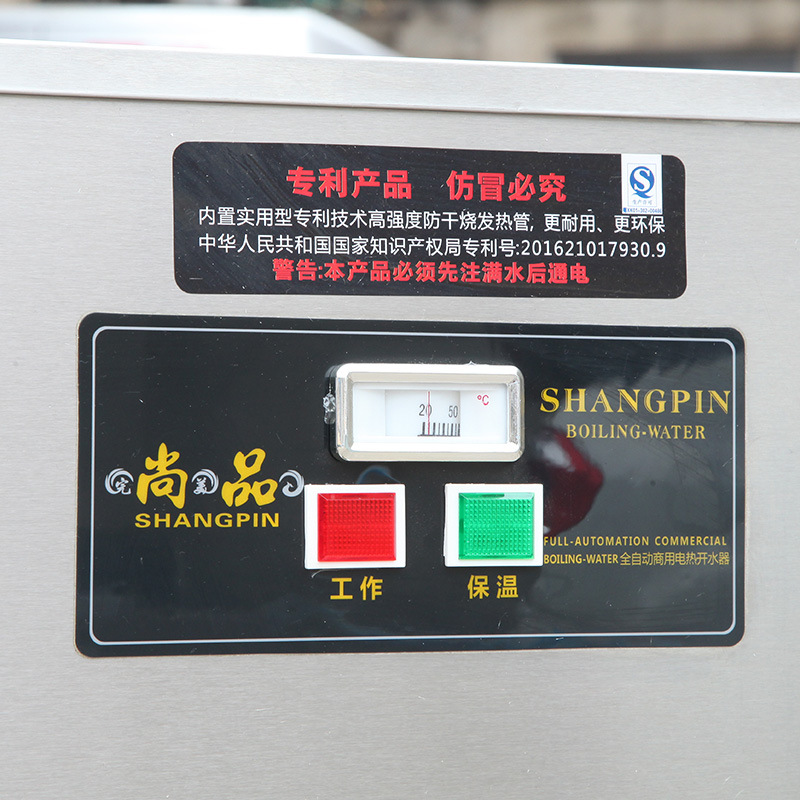 专利产品 仿冒必究
内置实用型专利技术高强度防干烧发热管, 更耐用、更环保
中华人民共和国国家知识产权局专利号:201621017930.9
警告:本产品必须先注满水后通电
20 50 °C
SHANGPIN
BOILING-WATER
完 尚 美 品
SHANGPIN
工作
保温
FULL-AUTOMATION COMMERCIAL
BOILING-WATER 全自动商用电热开水器